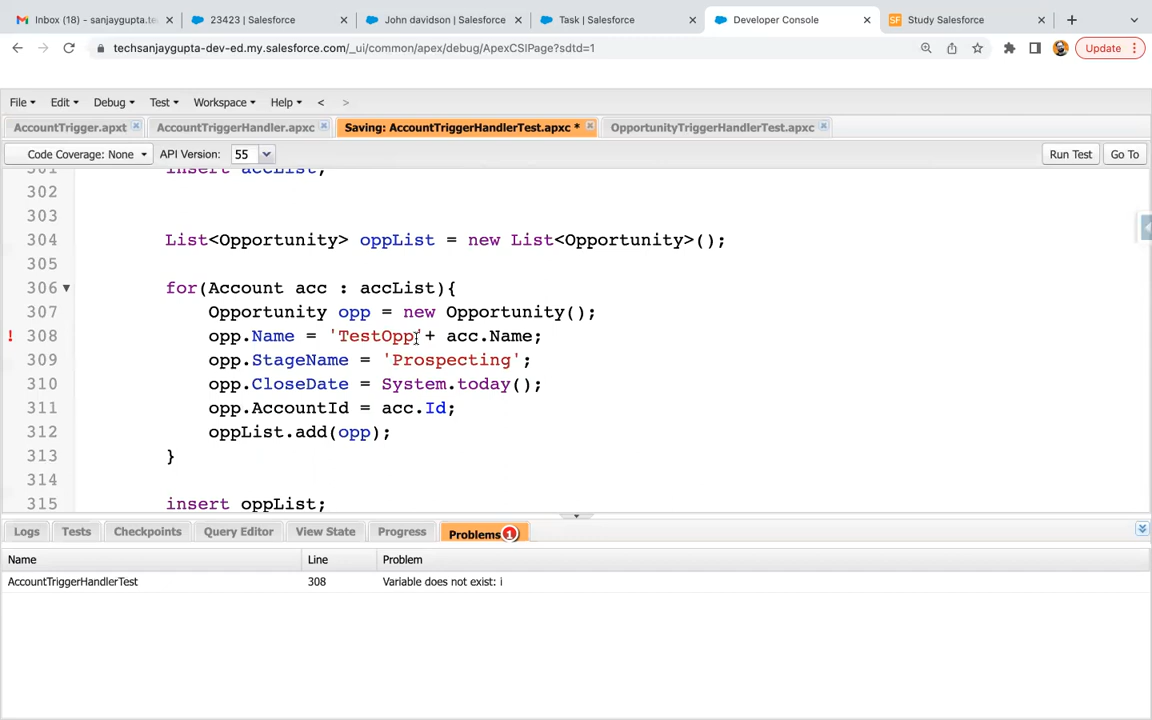 Inbox (18) - sanjaygupta.te
23423 | Salesforce
John davidson | Salesforce
Task | Salesforce
Developer Console
SF Study Salesforce
techsanjaygupta-dev-ed.my.salesforce.com/_ui/common/apex/debug/ApexCSIPage?sdtd=1
Update
File Edit Debug Test Workspace Help < >
AccountTrigger.apxt AccountTriggerHandler.apxc Saving: AccountTriggerHandlerTest.apxc * OpportunityTriggerHandlerTest.apxc
Code Coverage: None API Version: 55 Run Test Go To
301 insert accList;
302
303
304 List<Opportunity> oppList = new List<Opportunity>();
305
306 for(Account acc : accList){
307 Opportunity opp = new Opportunity();
! 308 opp.Name = 'TestOpp'+ acc.Name;
309 opp.StageName = 'Prospecting';
310 opp.CloseDate = System.today();
311 opp.AccountId = acc.Id;
312 oppList.add(opp);
313 }
314
315 insert oppList;
Logs Tests Checkpoints Query Editor View State Progress Problems 1
Name Line Problem
AccountTriggerHandlerTest 308 Variable does not exist: i